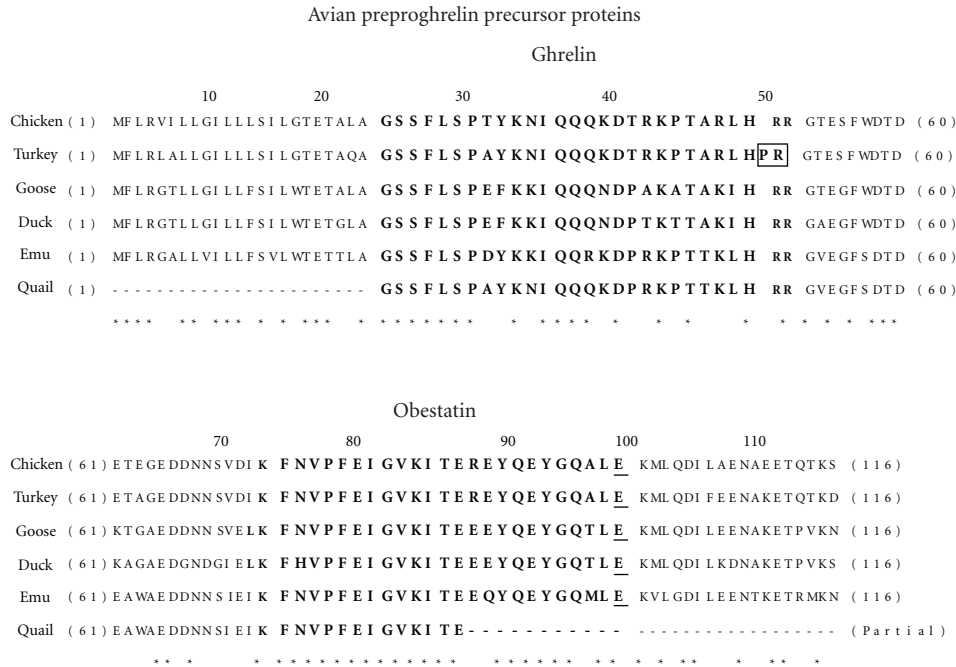 Avian preproghrelin precursor proteins
Ghrelin
10 20 30 40 50
Chicken (1) MFLRVILLGILLLSILGTETALA GSSFLSPTYKNIQQQKDTRKPTARLH RR GTESFWDTD (60)
Turkey (1) MFLRLALLGILLLSILGTETAQA GSSFLSPAYKNIQQQKDTRKPTARLHPR GTESFWDTD (60)
Goose (1) MFLRGTLLGILLFSILWTETALA GSSFLSPEFKKIQQQNDPAKATAKIH RR GTEGFWDTD (60)
Duck (1) MFLRGTLLGILLFSILWTETGLA GSSFLSPEFKKIQQQNDPTKTTAKIH RR GAEGFWDTD (60)
Emu (1) MFLRGALLVILLFSVLWTETTLA GSSFLSPDYKKIQQRKDPRKPTTKLH RR GVEGFSDTD (60)
Quail (1) - - - - - - - - - - - - - - - - - - - - - - - GSSFLSPAYKNIQQQKDPRKPTTKLH RR GVEGFSDTD (60)
* * * * * * * * * * * * * * * * * * * * * * * * * * * * * * * * * * * * * * *
Obestatin
70 80 90 100 110
Chicken (61) ETEGEDDNNSVDIK FNVPFEIGVKITEREYQEYGQALE KMLQDILAENAEETQTKS (116)
Turkey (61) ETAGEDDNNSVDIK FNVPFEIGVKITEREYQEYGQALE KMLQDIFEENAKETQTKD (116)
Goose (61) KTGAEDDNNSVELK FNVPFEIGVKITEEEYQEYGQTLE KMLQDILEENAKETPVKN (116)
Duck (61) KAGAEDGNDGIELK FHVPFEIGVKITEEEYQEYGQTLE KMLQDILKDNAKETPVKS (116)
Emu (61) EAWAEDDNNSIEIK FNVPFEIGVKITEEQYQEYGQMLE KVLGDILEENTKETRMKN (116)
Quail (61) EAWAEDDNNSIEIK FNVPFEIGVKITE- - - - - - - - - - - - - - - - - - - - - - - - - - - - - (Partial)
* * * * * * * * * * * * * * * * * * * * * * * * * * * * * * * * * *